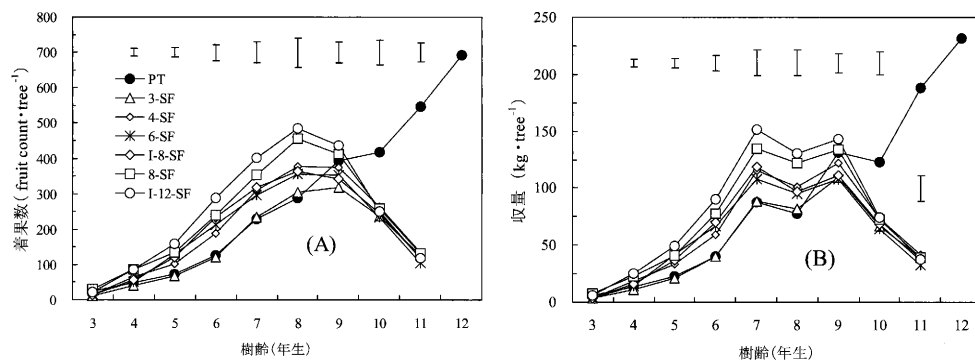 800
700
600
500
400
300
200
100
0
着果数( fruit count・tree⁻¹)
PT
3-SF
4-SF
6-SF
I-8-SF
8-SF
I-12-SF
(A)
3 4 5 6 7 8 9 10 11 12
樹齢(年生)
250
200
150
100
50
0
収量 (kg・tree⁻¹)
(B)
3 4 5 6 7 8 9 10 11 12
樹齢(年生)